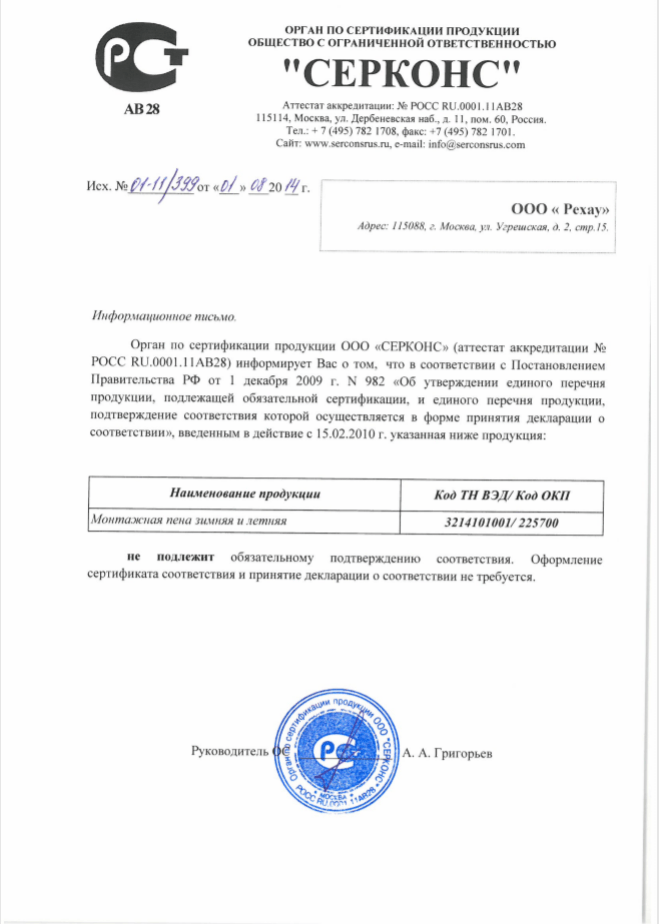 ОРГАН ПО СЕРТИФИКАЦИИ ПРОДУКЦИИ
ОБЩЕСТВО С ОГРАНИЧЕННОЙ ОТВЕТСТВЕННОСТЬЮ
"СЕРКОНС"
АВ 28
Аттестат аккредитации: № РОСС RU.0001.11АВ28
115114, Москва, ул. Дербеневская наб., д. 11, пом. 60, Россия.
Тел.: + 7 (495) 782 1708, факс: +7 (495) 782 1701.
Сайт: www.serconsrus.ru, e-mail: info@serconsrus.com
Исх. № 01-11/399 от «01» 08 2014 г.
ООО « Рехау»
Адрес: 115088, г. Москва, ул. Угрешская, д. 2, стр.15.
Информационное письмо.
Орган по сертификации продукции ООО «СЕРКОНС» (аттестат аккредитации №
РОСС RU.0001.11АВ28) информирует Вас о том, что в соответствии с Постановлением
Правительства РФ от 1 декабря 2009 г. N 982 «Об утверждении единого перечня
продукции, подлежащей обязательной сертификации, и единого перечня продукции,
подтверждение соответствия которой осуществляется в форме принятия декларации о
соответствии», введенным в действие с 15.02.2010 г. указанная ниже продукция:
Наименование продукции Код ТН ВЭД/ Код ОКП
Монтажная пена зимняя и летняя 3214101001/ 225700
не подлежит обязательному подтверждению соответствия. Оформление
сертификата соответствия и принятие декларации о соответствии не требуется.
Руководитель ОС А. А. Григорьев
Орган по сертификации продукции ООО "СЕРКОНС"
РОСС RU.0001.11АВ28
МОСКВА